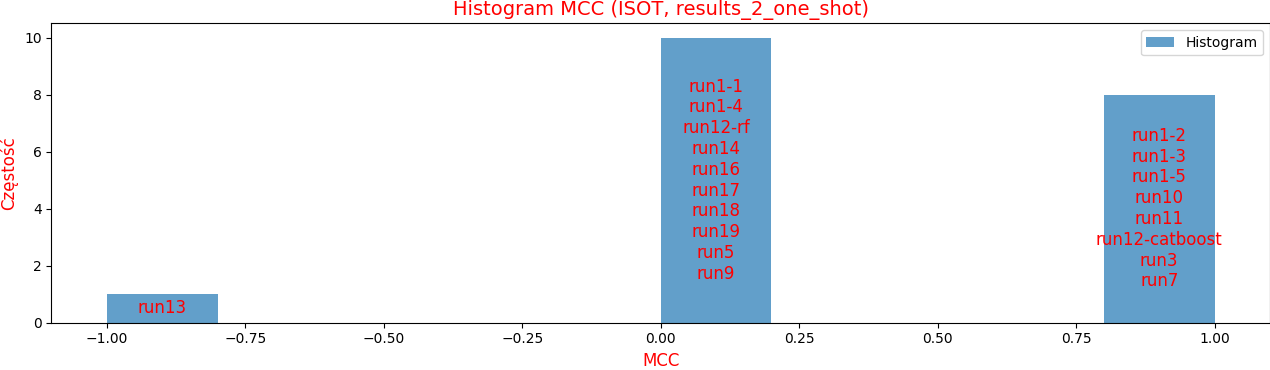 Histogram MCC (ISOT, results_2_one_shot)
Histogram
Częstość
10
8
6
4
2
0
run13
run1-1
run1-4
run12-rf
run14
run16
run17
run18
run19
run5
run9
run1-2
run1-3
run1-5
run10
run11
run12-catboost
run3
run7
−1.00 −0.75 −0.50 −0.25 0.00 0.25 0.50 0.75 1.00
MCC